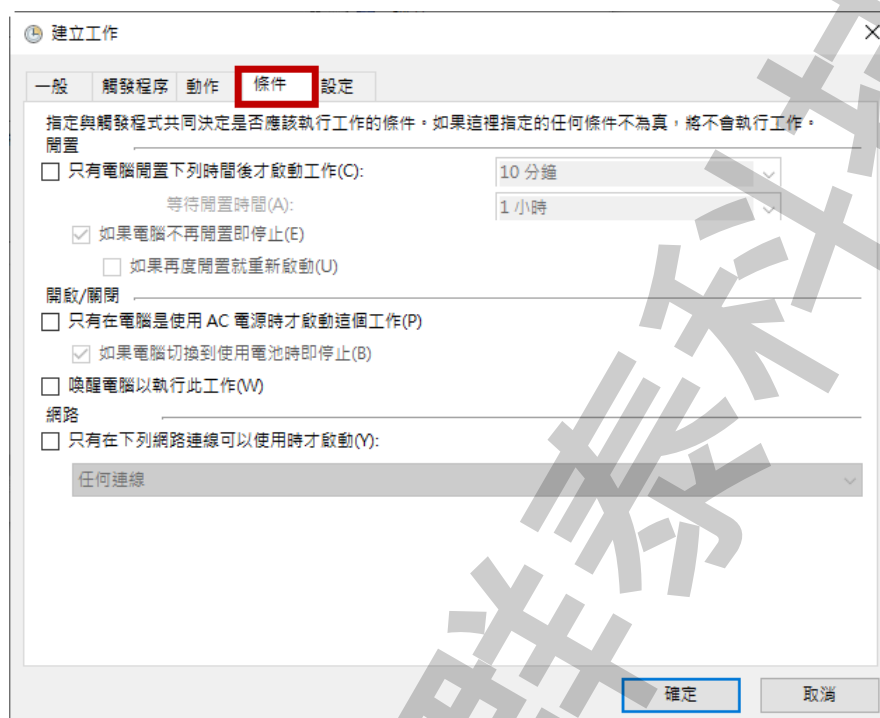 建立工作
一般 觸發程序 動作 條件 設定
指定與觸發程式共同決定是否應該執行工作的條件。如果這裡指定的任何條件不為真，將不會執行工作。
閒置
只有電腦閒置下列時間後才啟動工作(C): 10 分鐘
等待閒置時間(A): 1 小時
如果電腦不再閒置即停止(E)
如果再度閒置就重新啟動(U)
開啟/關閉
只有在電腦是使用 AC 電源時才啟動這個工作(P)
如果電腦切換到使用電池時即停止(B)
喚醒電腦以執行此工作(W)
網路
只有在下列網路連線可以使用時才啟動(Y):
任何連線
確定 取消
群泰科技